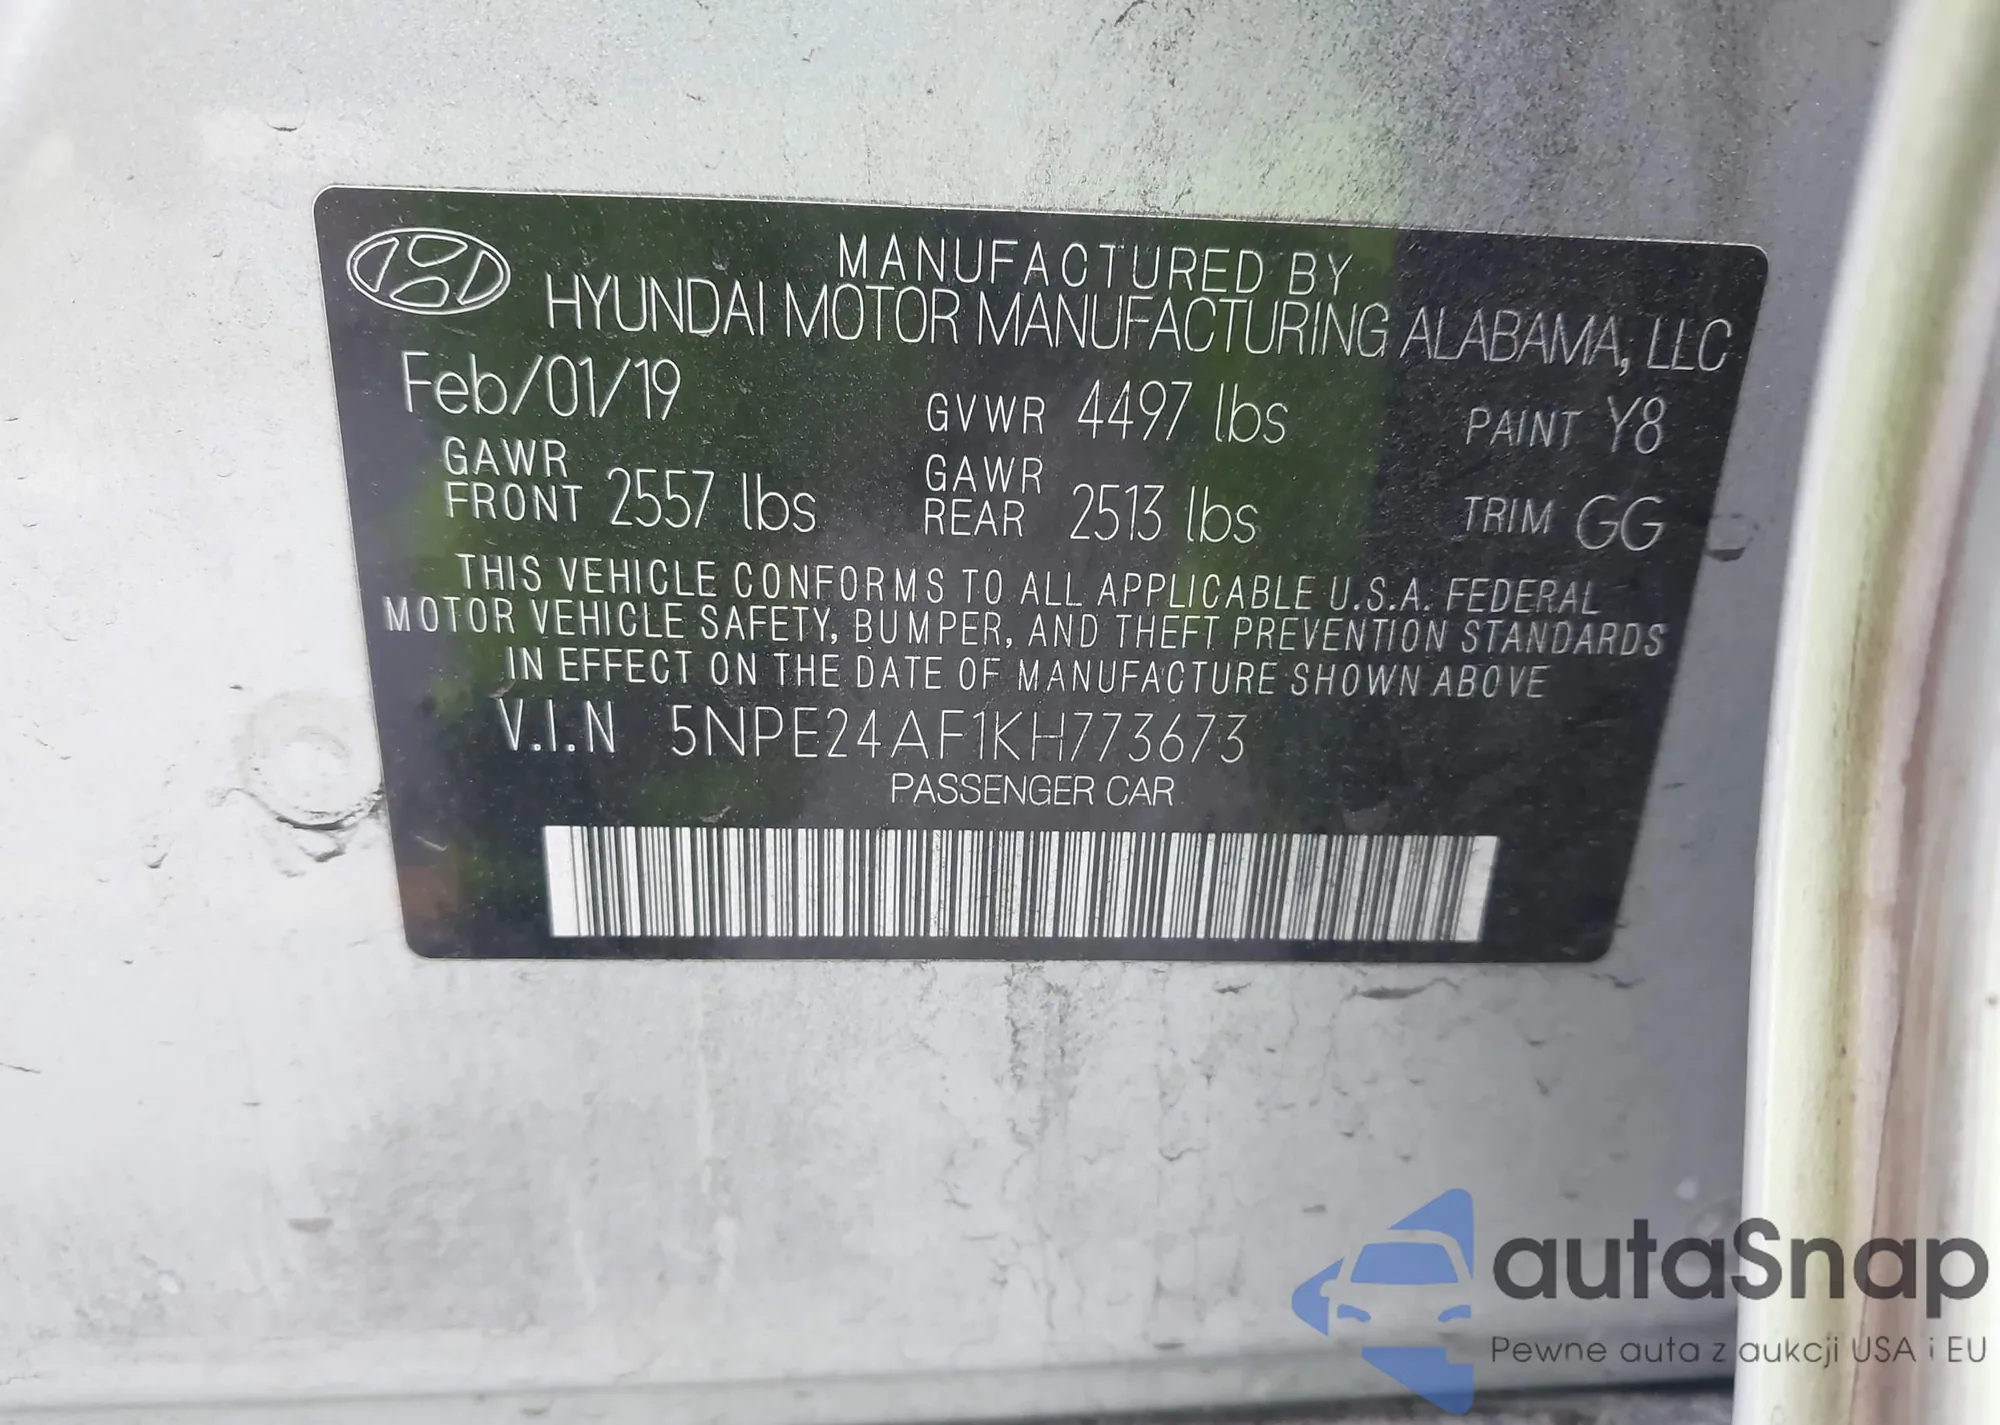 MANUFACTURED BY
HYUNDAI MOTOR MANUFACTURING ALABAMA, LLC
Feb/01/19
GVWR 4497 lbs
PAINT Y8
GAWR
FRONT 2557 lbs
GAWR
REAR 2513 lbs
TRIM GG
THIS VEHICLE CONFORMS TO ALL APPLICABLE U.S.A. FEDERAL
MOTOR VEHICLE SAFETY, BUMPER, AND THEFT PREVENTION STANDARDS
IN EFFECT ON THE DATE OF MANUFACTURE SHOWN ABOVE
V.I.N 5NPE24AF1KH773673
PASSENGER CAR
autaSnap
Pewne auta z aukcji USA i EU